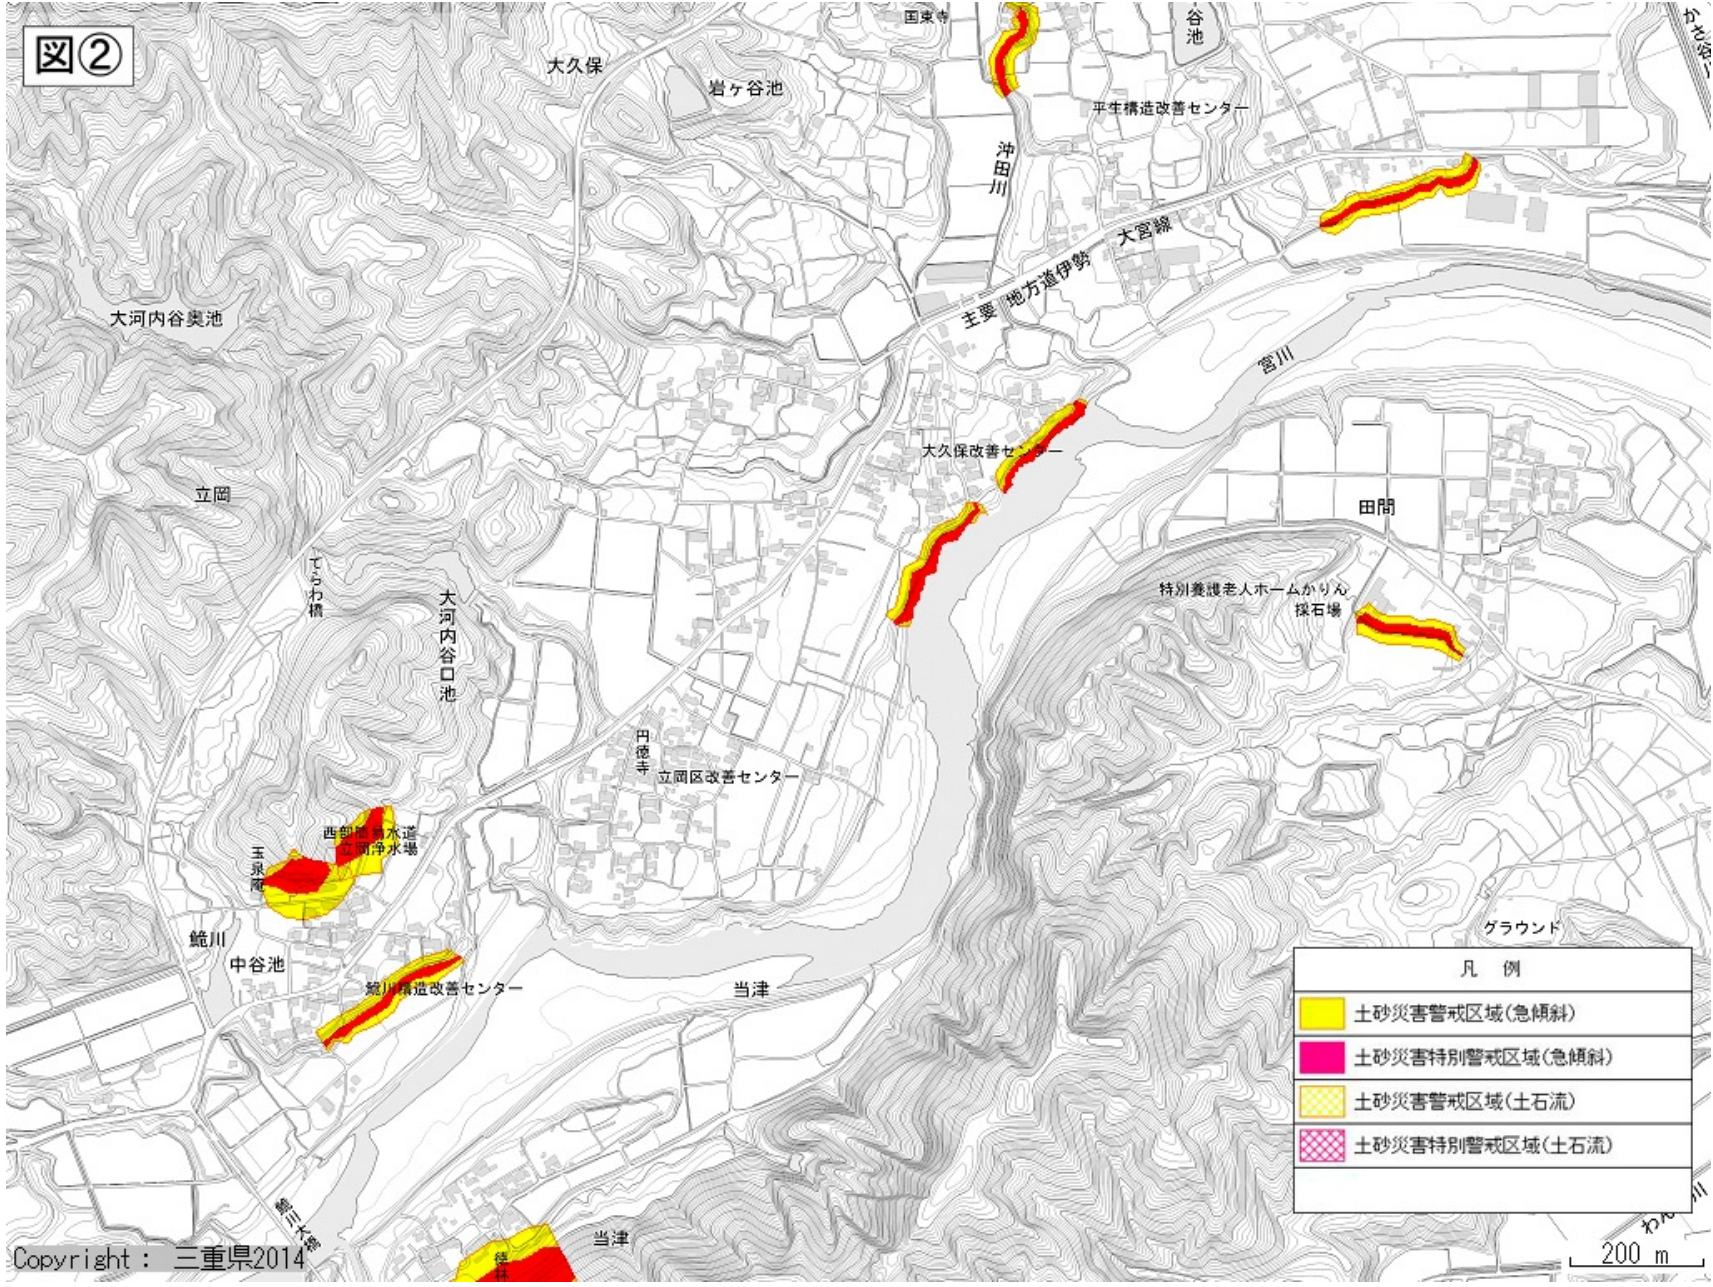 図②
国束寺
谷池
大久保
岩ヶ谷池
平生構造改善センター
沖田川
大宮線
主要 地方道伊勢
大河内谷奥池
宮川
大久保改善センター
立岡
田間
てらわ橋
大河内谷口池
特別養護老人ホームかりん
採石場
円徳寺
立岡区改善センター
西部簡易水道
立岡浄水場
玉泉庵
鮠川
中谷池
鮠川構造改善センター
当津
グラウンド
凡 例
土砂災害警戒区域(急傾斜)
土砂災害特別警戒区域(急傾斜)
土砂災害警戒区域(土石流)
土砂災害特別警戒区域(土石流)
鮠川大橋
当津
徳林
Copyright : 三重県2014
200 m